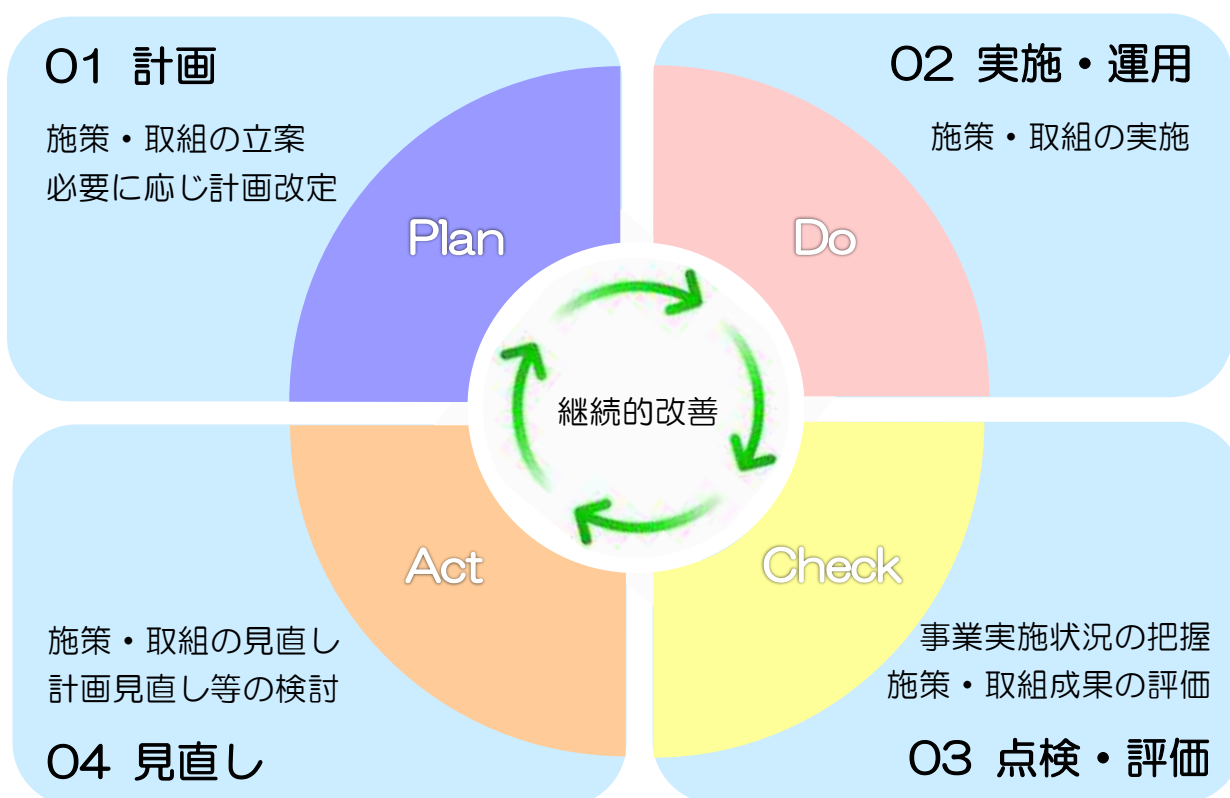 01 計画
施策・取組の立案
必要に応じ計画改定
Plan
02 実施・運用
施策・取組の実施
Do
継続的改善
Act
施策・取組の見直し
計画見直し等の検討
04 見直し
Check
事業実施状況の把握
施策・取組成果の評価
03 点検・評価